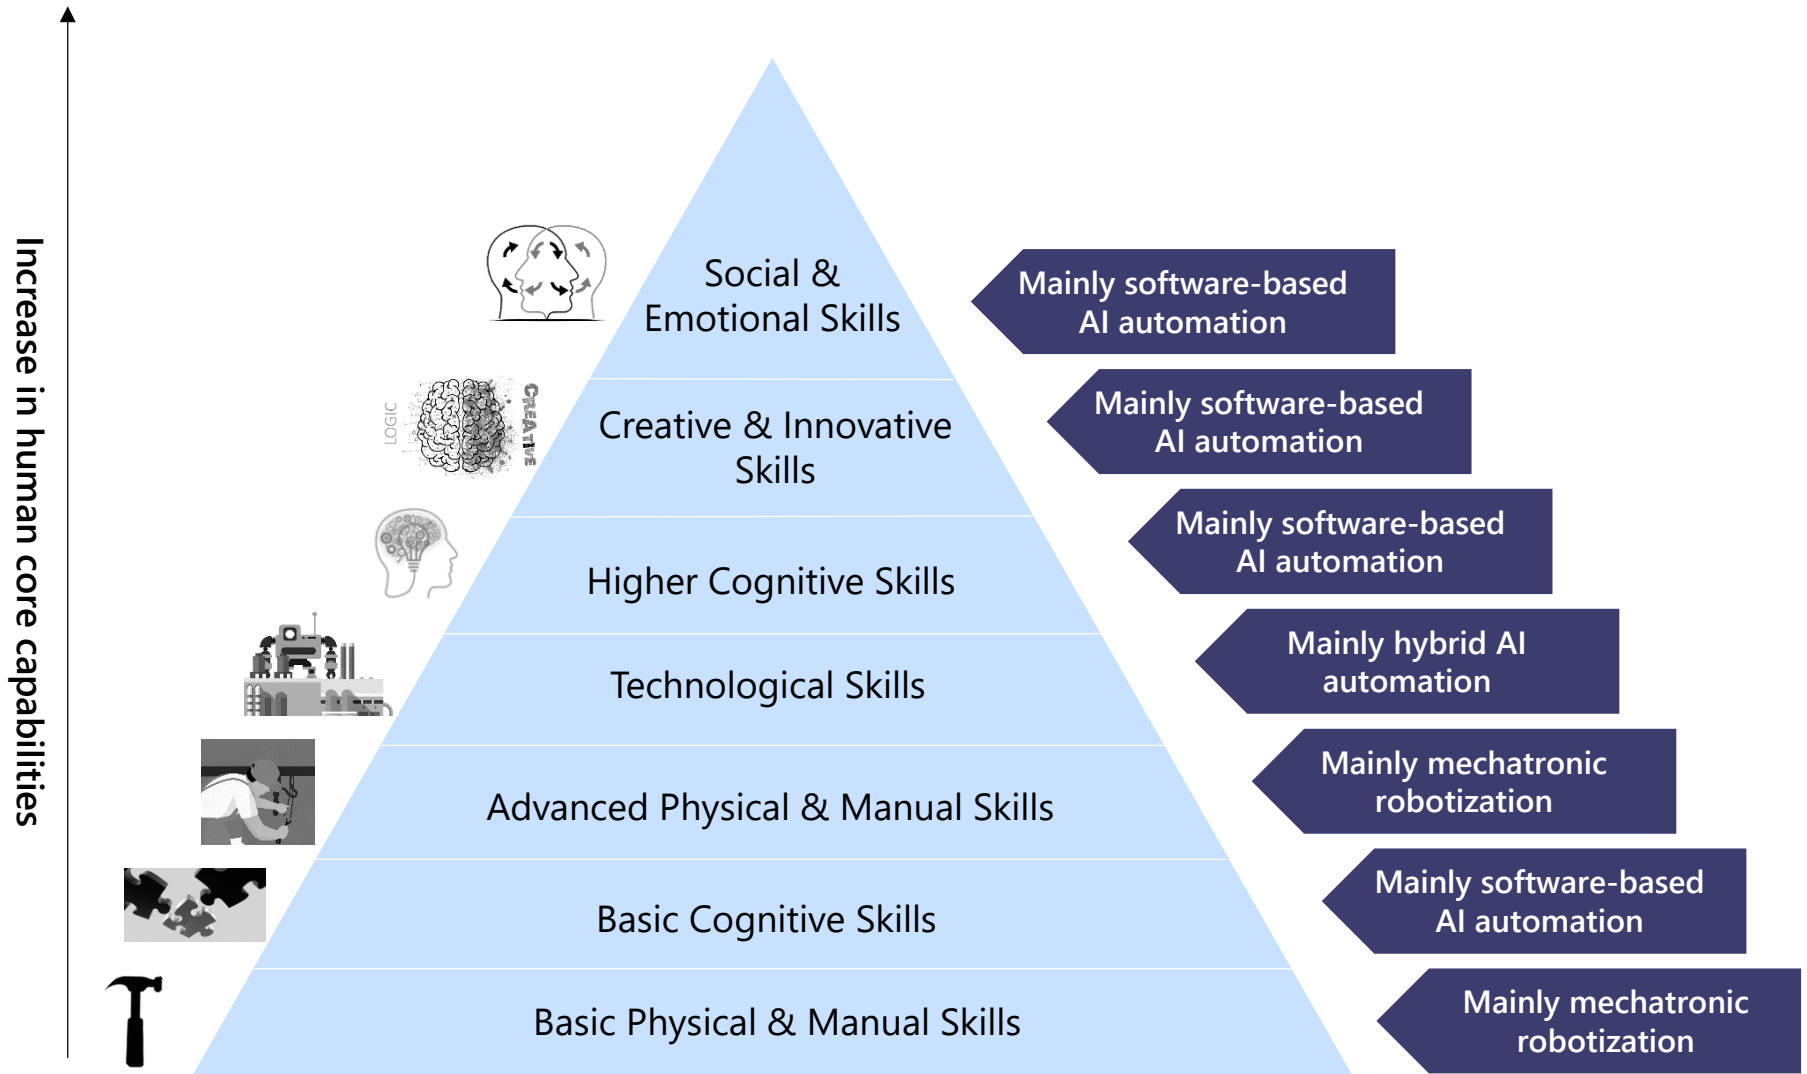 Increase in human core capabilities
Social &
Emotional Skills
Mainly software-based
AI automation
LOGIC
CREATIVE
Creative & Innovative
Skills
Mainly software-based
AI automation
Higher Cognitive Skills
Mainly software-based
AI automation
Technological Skills
Mainly hybrid AI
automation
Advanced Physical & Manual Skills
Mainly mechatronic
robotization
Basic Cognitive Skills
Mainly software-based
AI automation
Basic Physical & Manual Skills
Mainly mechatronic
robotization